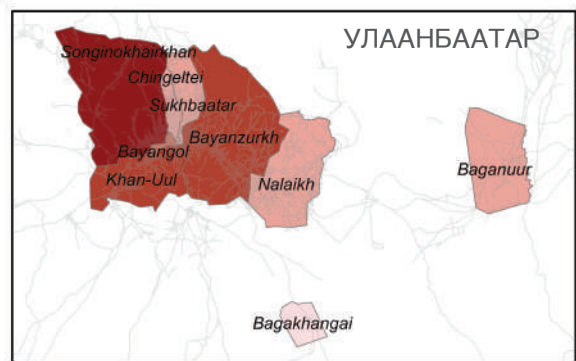 УЛААНБААТАР
Songinokhairkhan
Chingeltei
Sukhbaatar
Bayanzurkh
Bayangol
Khan-Uul
Nalaikh
Baganuur
Bagakhangai